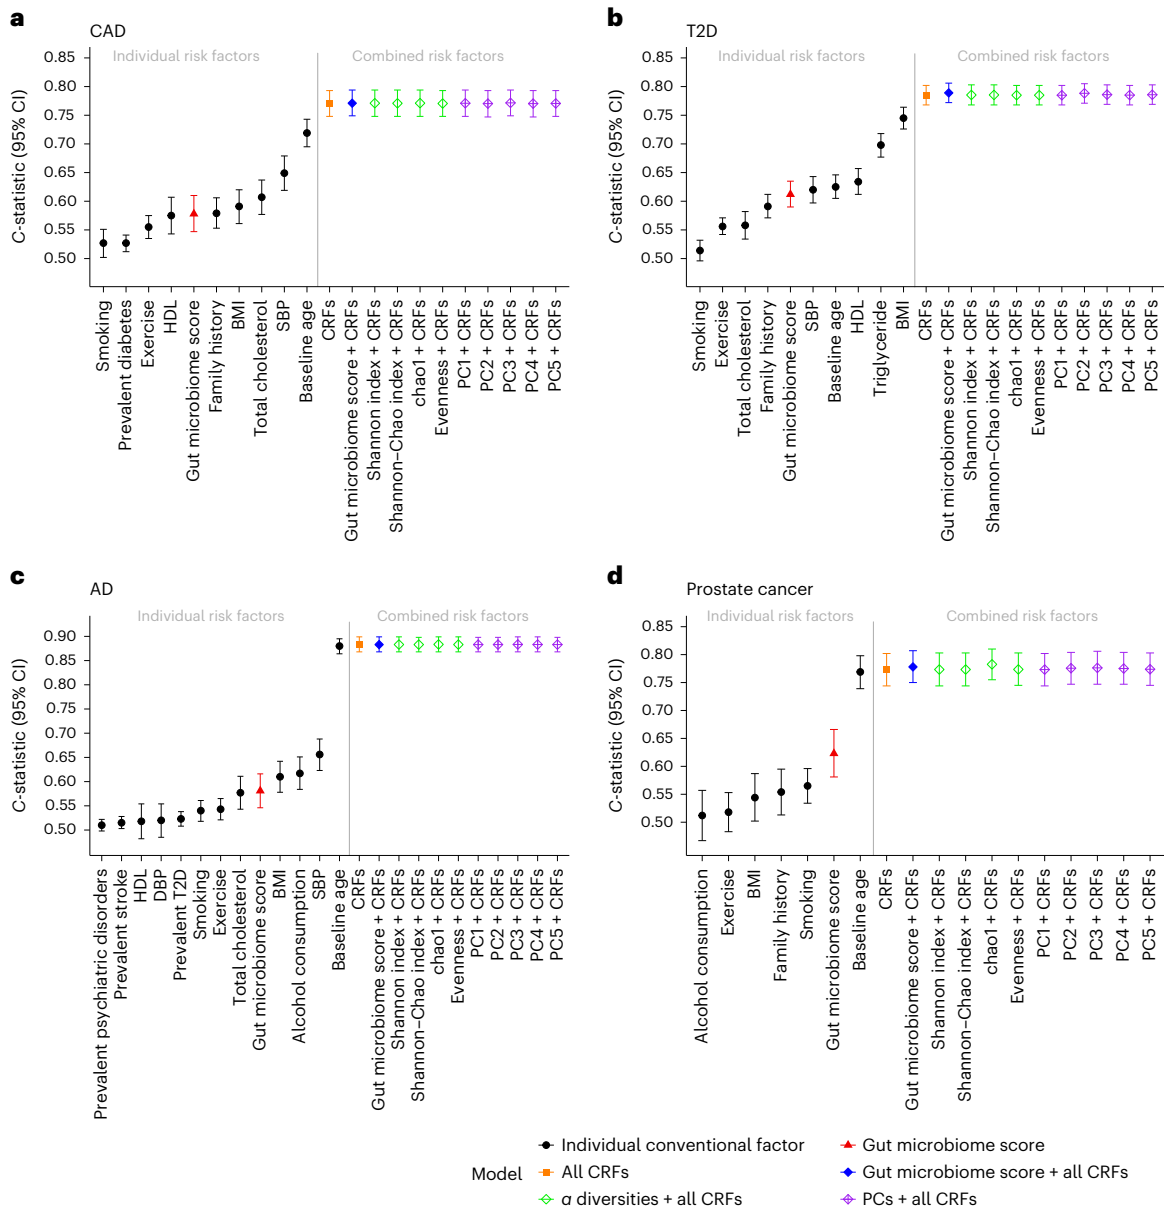 a
CAD
Individual risk factors
Combined risk factors
C-statistic (95% CI)
0.85
0.80
0.75
0.70
0.65
0.60
0.55
0.50
Smoking
Prevalent diabetes
Exercise
HDL
Gut microbiome score
Family history
BMI
Total cholesterol
SBP
Baseline age
CRFs
Gut microbiome score + CRFs
Shannon index + CRFs
Shannon–Chao index + CRFs
chao1 + CRFs
Evenness + CRFs
PC1 + CRFs
PC2 + CRFs
PC3 + CRFs
PC4 + CRFs
PC5 + CRFs
b
T2D
Individual risk factors
Combined risk factors
C-statistic (95% CI)
0.85
0.80
0.75
0.70
0.65
0.60
0.55
0.50
Smoking
Exercise
Total cholesterol
Family history
Gut microbiome score
SBP
Baseline age
HDL
Triglyceride
BMI
CRFs
Gut microbiome score + CRFs
Shannon index + CRFs
Shannon–Chao index + CRFs
chao1 + CRFs
Evenness + CRFs
PC1 + CRFs
PC2 + CRFs
PC3 + CRFs
PC4 + CRFs
PC5 + CRFs
c
AD
Individual risk factors
Combined risk factors
C-statistic (95% CI)
0.90
0.85
0.80
0.75
0.70
0.65
0.60
0.55
0.50
Prevalent psychiatric disorders
Prevalent stroke
HDL
DBP
Prevalent T2D
Smoking
Exercise
Total cholesterol
Gut microbiome score
BMI
Alcohol consumption
SBP
Baseline age
CRFs
Gut microbiome score + CRFs
Shannon index + CRFs
Shannon–Chao index + CRFs
chao1 + CRFs
Evenness + CRFs
PC1 + CRFs
PC2 + CRFs
PC3 + CRFs
PC4 + CRFs
PC5 + CRFs
d
Prostate cancer
Individual risk factors
Combined risk factors
C-statistic (95% CI)
0.85
0.80
0.75
0.70
0.65
0.60
0.55
0.50
Alcohol consumption
Exercise
BMI
Family history
Smoking
Gut microbiome score
Baseline age
CRFs
Gut microbiome score + CRFs
Shannon index + CRFs
Shannon–Chao index + CRFs
chao1 + CRFs
Evenness + CRFs
PC1 + CRFs
PC2 + CRFs
PC3 + CRFs
PC4 + CRFs
PC5 + CRFs
Model
Individual conventional factor
Gut microbiome score
All CRFs
Gut microbiome score + all CRFs
α diversities + all CRFs
PCs + all CRFs